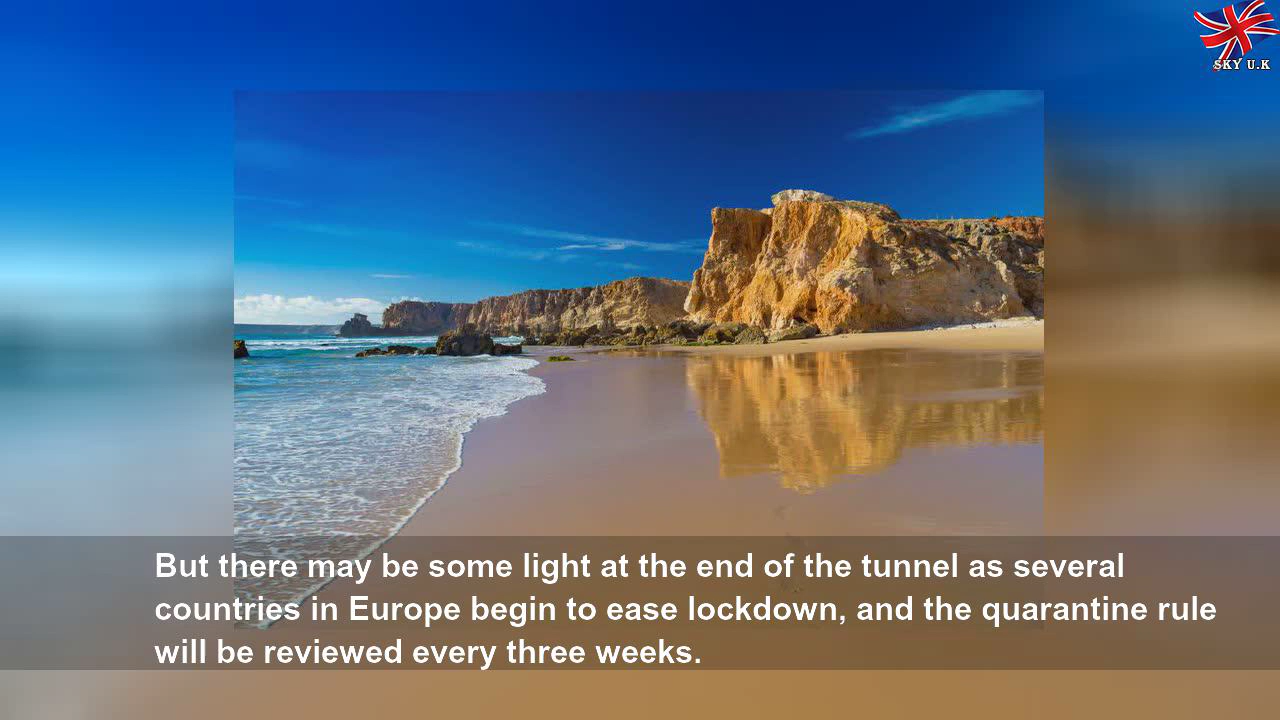 SKY U.K
But there may be some light at the end of the tunnel as several
countries in Europe begin to ease lockdown, and the quarantine rule
will be reviewed every three weeks.